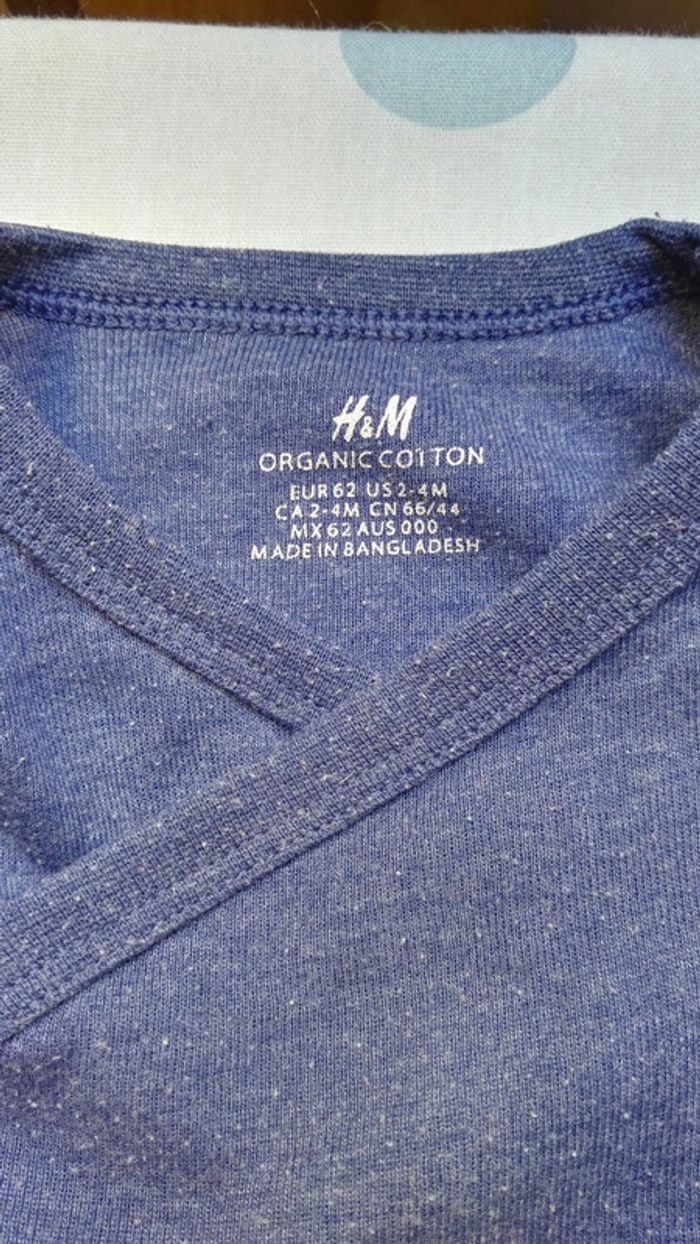 H&M
ORGANIC COTTON
EUR 62 US 2-4M
CA 2-4M CN 66/44
MX 62 AUS 000
MADE IN BANGLADESH